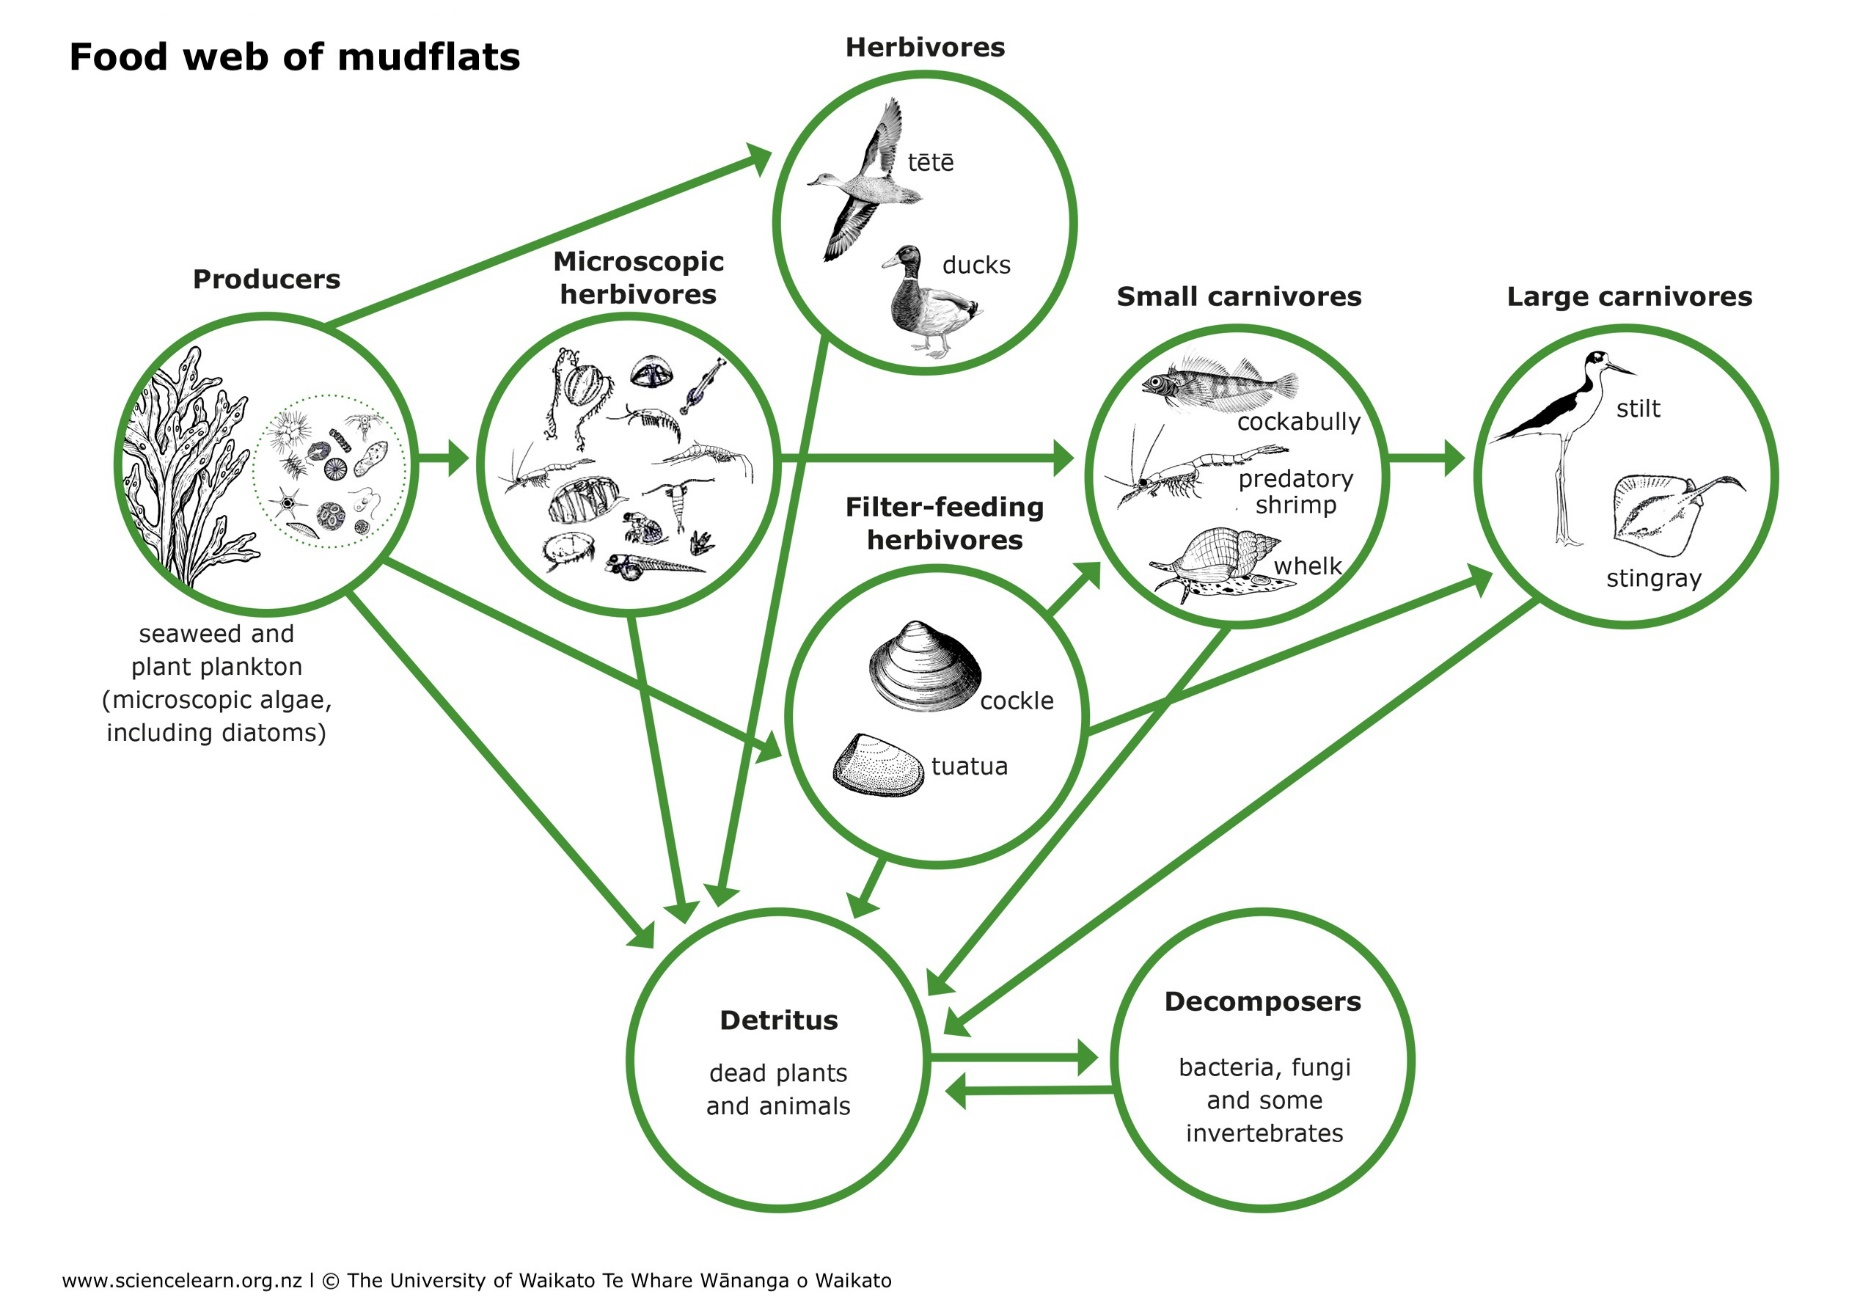 Food web of mudflats
Herbivores
tētē
ducks
Producers
seaweed and
plant plankton
(microscopic algae,
including diatoms)
Microscopic
herbivores
Filter-feeding
herbivores
cockle
tuatua
Small carnivores
cockabully
predatory
shrimp
whelk
Large carnivores
stilt
stingray
Detritus
dead plants
and animals
Decomposers
bacteria, fungi
and some
invertebrates
www.sciencelearn.org.nz l © The University of Waikato Te Whare Wānanga o Waikato